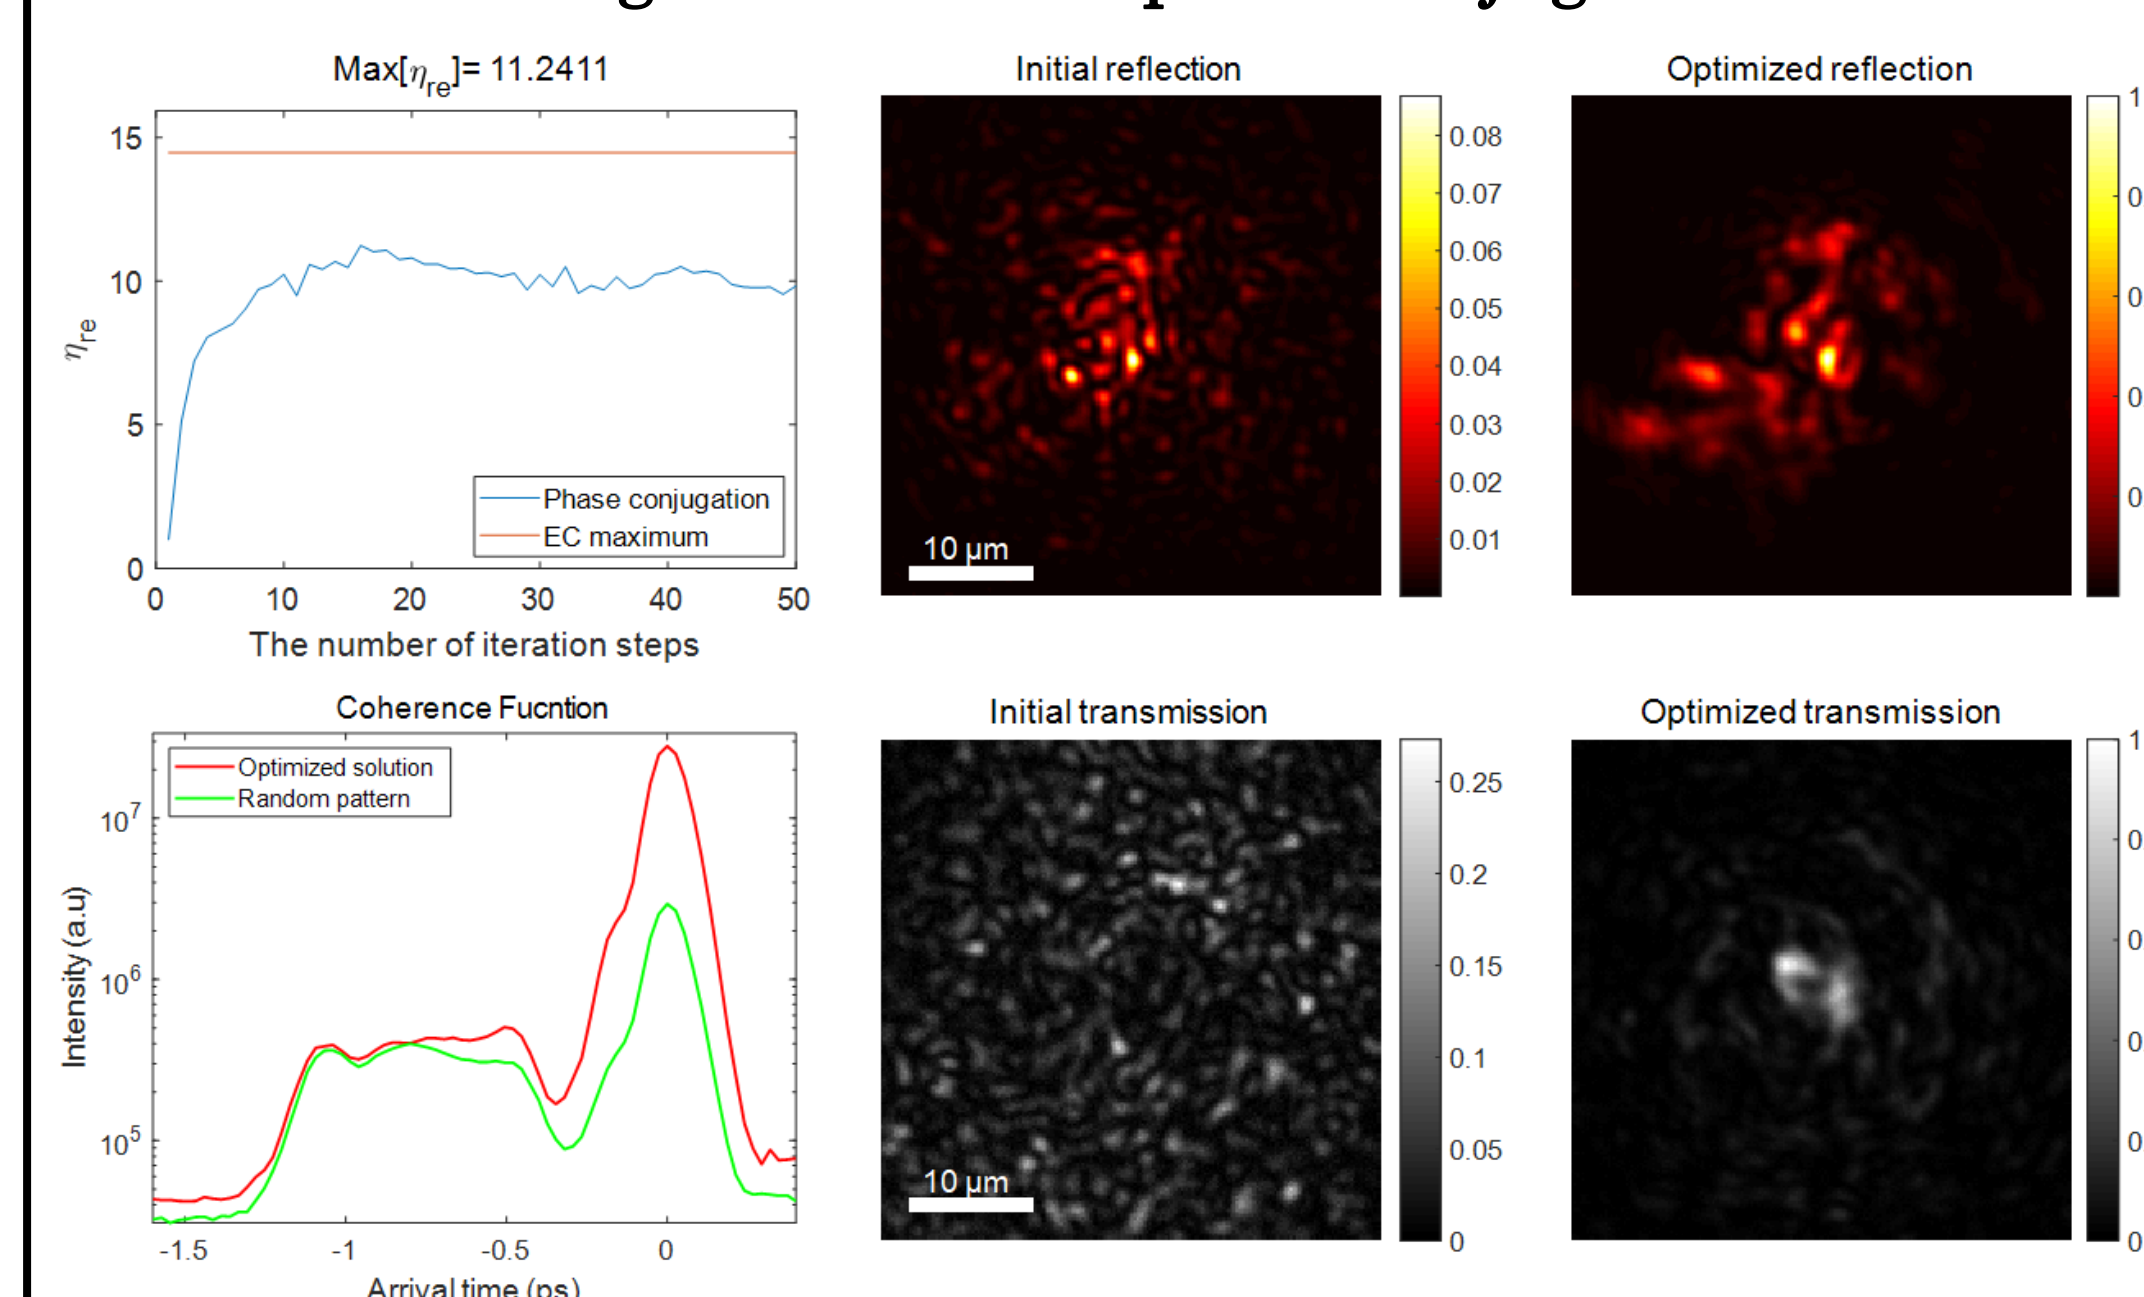 Max[η_re]= 11.2411
15
10
5
0
η_re
0 10 20 30 40 50
The number of iteration steps
Phase conjugation
EC maximum
Initial reflection
10 μm
0.08
0.07
0.06
0.05
0.04
0.03
0.02
0.01
Optimized reflection
1
0
0
0
0
Coherence Fucntion
Optimized solution
Random pattern
10^7
10^6
10^5
Intensity (a.u)
-1.5 -1 -0.5 0
Arrival time (ps)
Initial transmission
10 μm
0.25
0.2
0.15
0.1
0.05
0
Optimized transmission
1
0
0
0
0
0